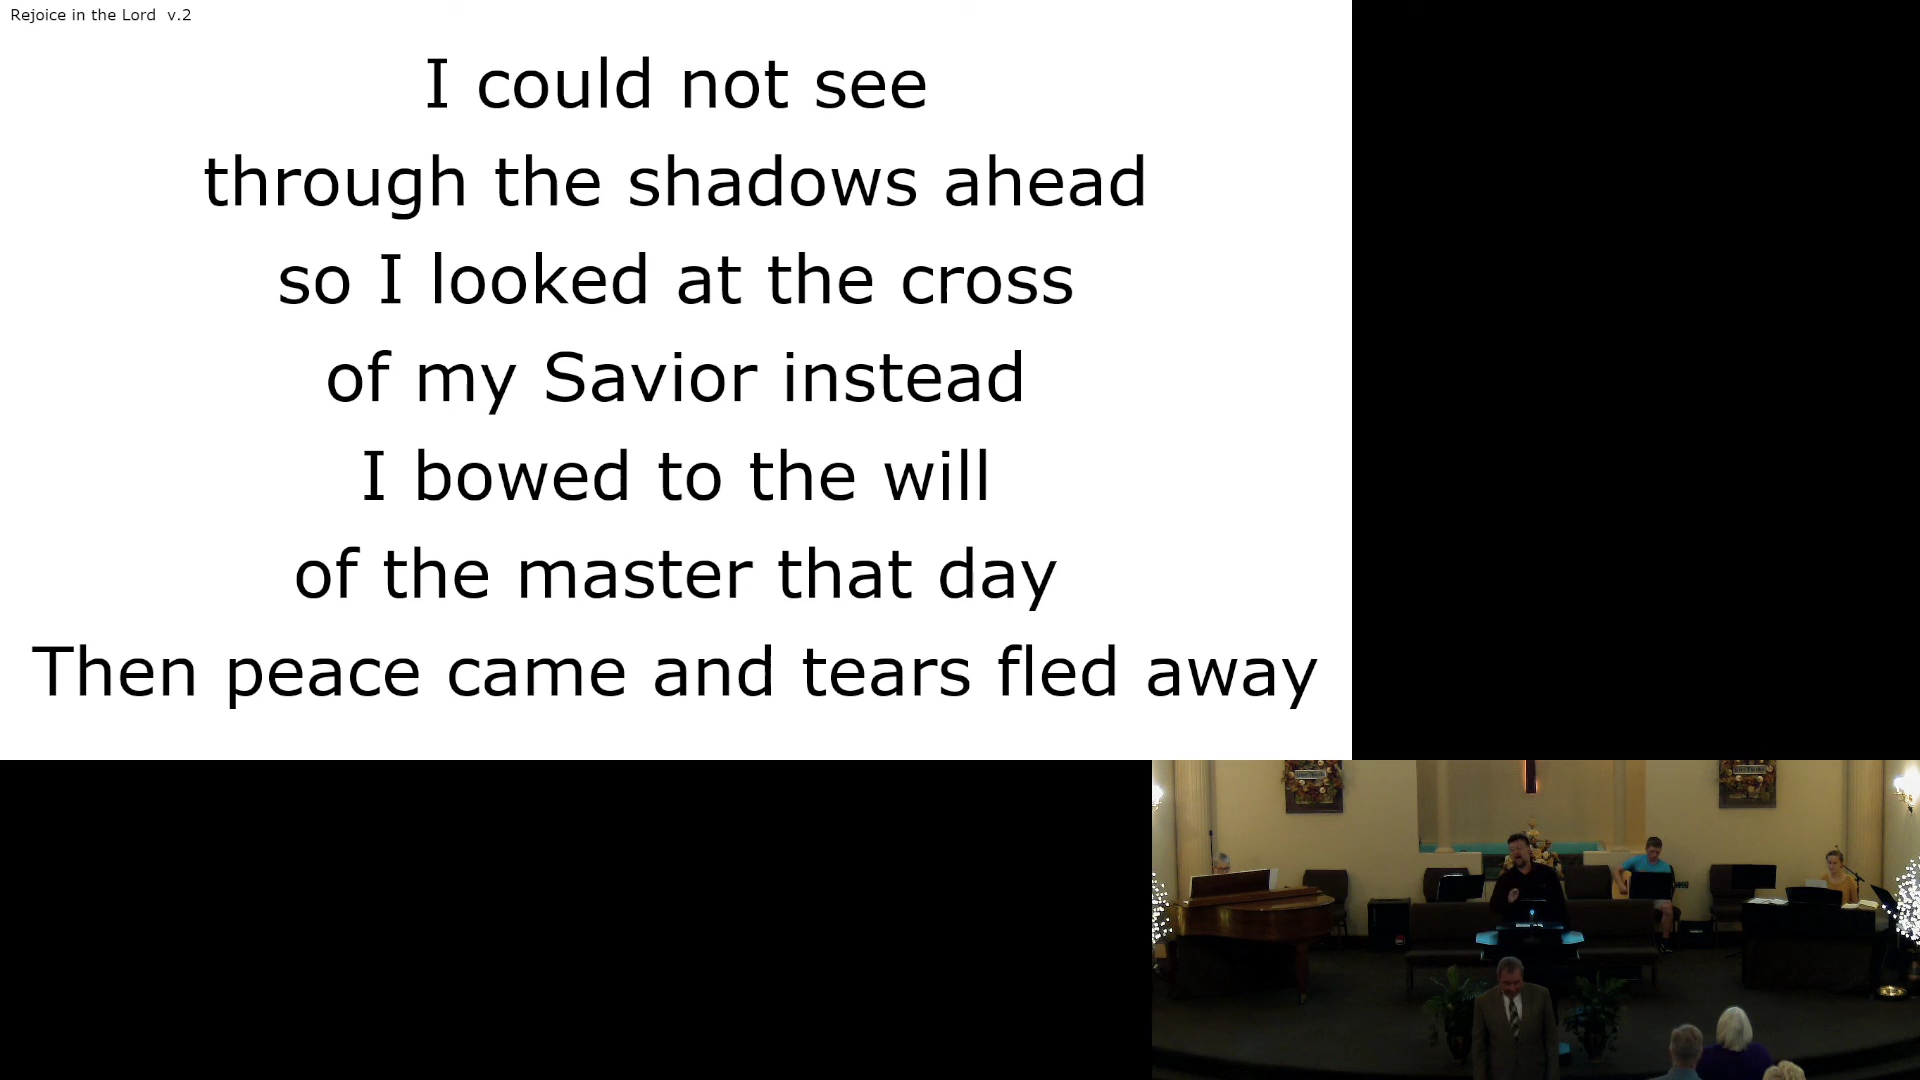 Rejoice in the Lord  v.2
I could not see
through the shadows ahead
so I looked at the cross
of my Savior instead
I bowed to the will
of the master that day
Then peace came and tears fled away